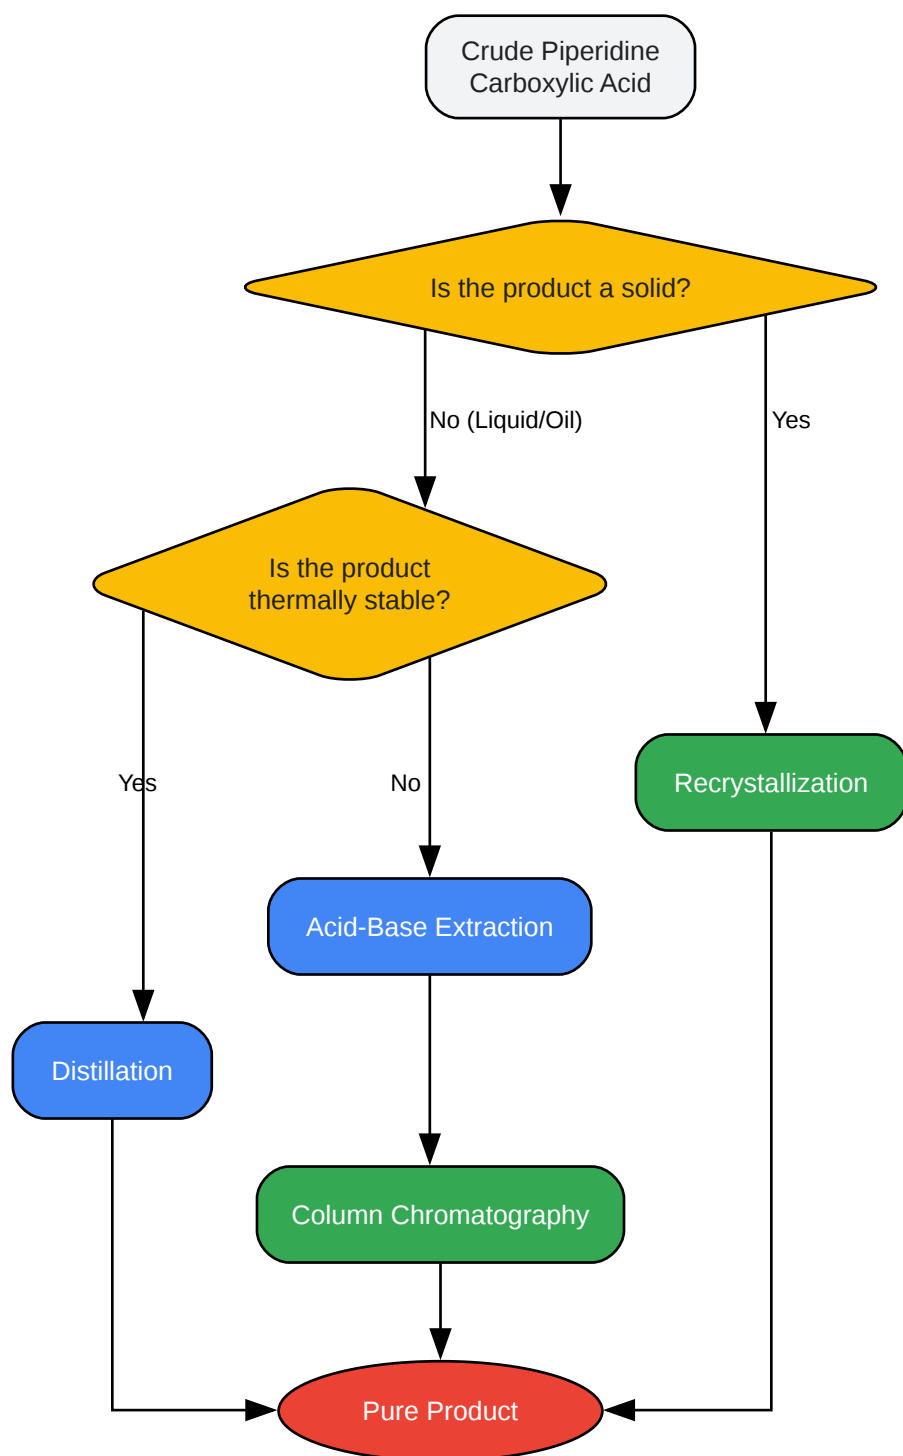 Crude Piperidine
Carboxylic Acid
Is the product a solid?
No (Liquid/Oil)
Yes
Is the product
thermally stable?
Yes
No
Recrystallization
Acid-Base Extraction
Distillation
Column Chromatography
Pure Product